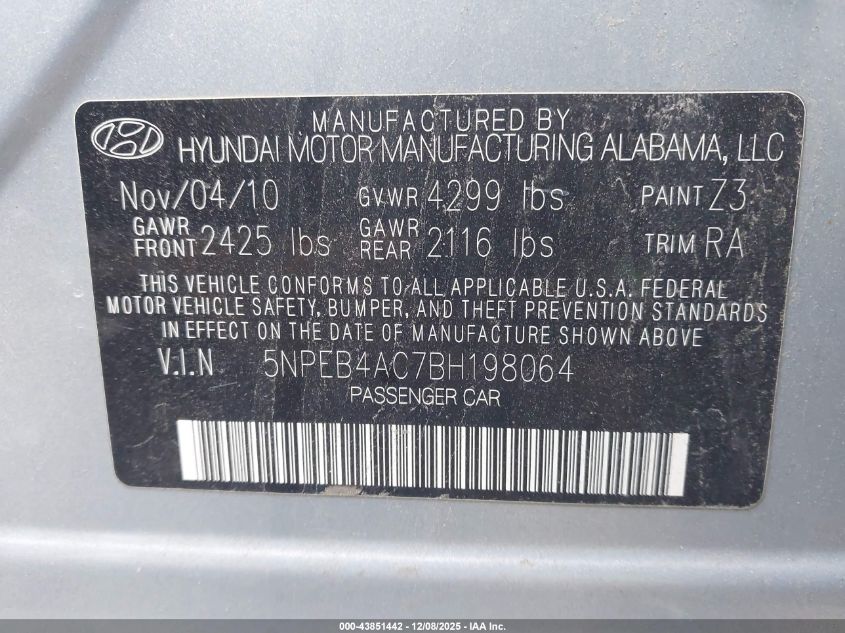 MANUFACTURED BY
HYUNDAI MOTOR MANUFACTURING ALABAMA, LLC
Nov/04/10 GVWR 4299 lbs PAINT Z3
GAWR FRONT 2425 lbs GAWR REAR 2116 lbs TRIM RA
THIS VEHICLE CONFORMS TO ALL APPLICABLE U.S.A. FEDERAL
MOTOR VEHICLE SAFETY, BUMPER, AND THEFT PREVENTION STANDARDS
IN EFFECT ON THE DATE OF MANUFACTURE SHOWN ABOVE
V.I.N 5NPEB4AC7BH198064
PASSENGER CAR
000-43851442 - 12/08/2025 - IAA Inc.